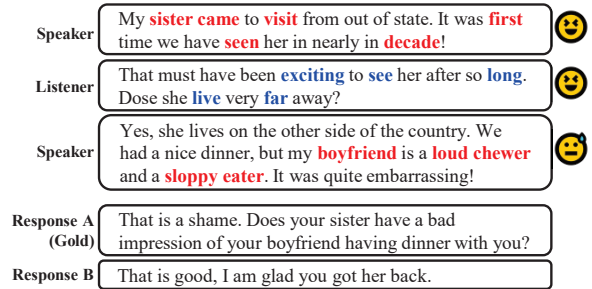 Speaker
My sister came to visit from out of state. It was first
time we have seen her in nearly in decade!
Listener
That must have been exciting to see her after so long.
Dose she live very far away?
Speaker
Yes, she lives on the other side of the country. We
had a nice dinner, but my boyfriend is a loud chewer
and a sloppy eater. It was quite embarrassing!
Response A
(Gold)
That is a shame. Does your sister have a bad
impression of your boyfriend having dinner with you?
Response B
That is good, I am glad you got her back.